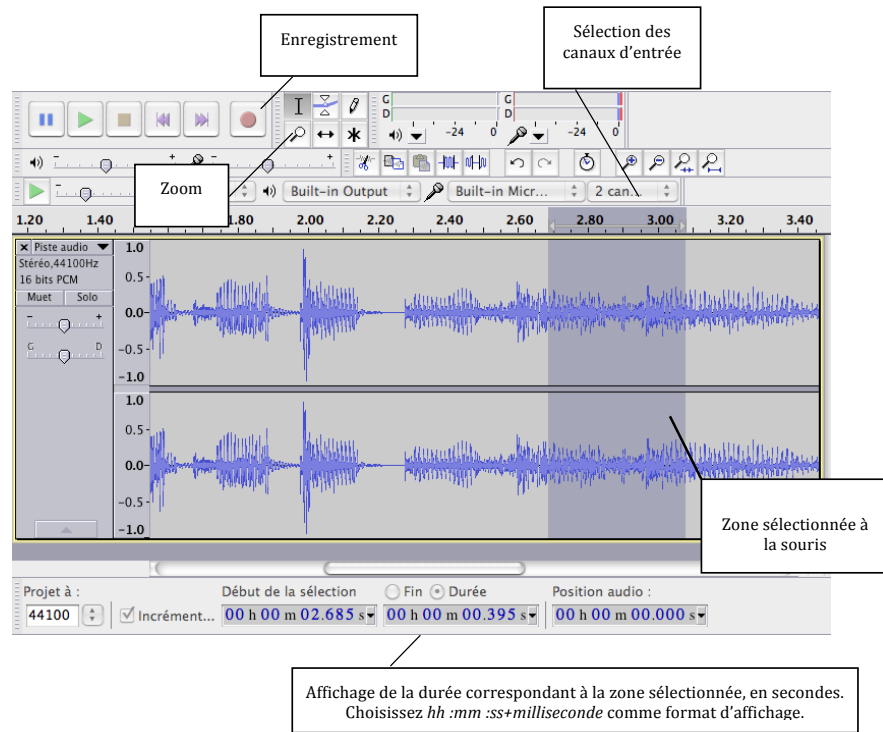 Enregistrement
Sélection des
canaux d'entrée
G
D
-24 0
G
D
-24 0
- +
- +
Zoom
-
Built-in Output
Built-in Micr...
2 can...
1.20 1.40 1.80 2.00 2.20 2.40 2.60 2.80 3.00 3.20 3.40
Piste audio
Stéréo,44100Hz
16 bits PCM
Muet Solo
- +
G D
1.0
0.5-
0.0-
-0.5-
-1.0
1.0
0.5-
0.0-
-0.5-
-1.0
Zone sélectionnée à
la souris
Projet à :
44100
Incrément...
Début de la sélection
00 h 00 m 02.685 s
Fin Durée
00 h 00 m 00.395 s
Position audio :
00 h 00 m 00.000 s
Affichage de la durée correspondant à la zone sélectionnée, en secondes.
Choisissez hh :mm :ss+milliseconde comme format d'affichage.